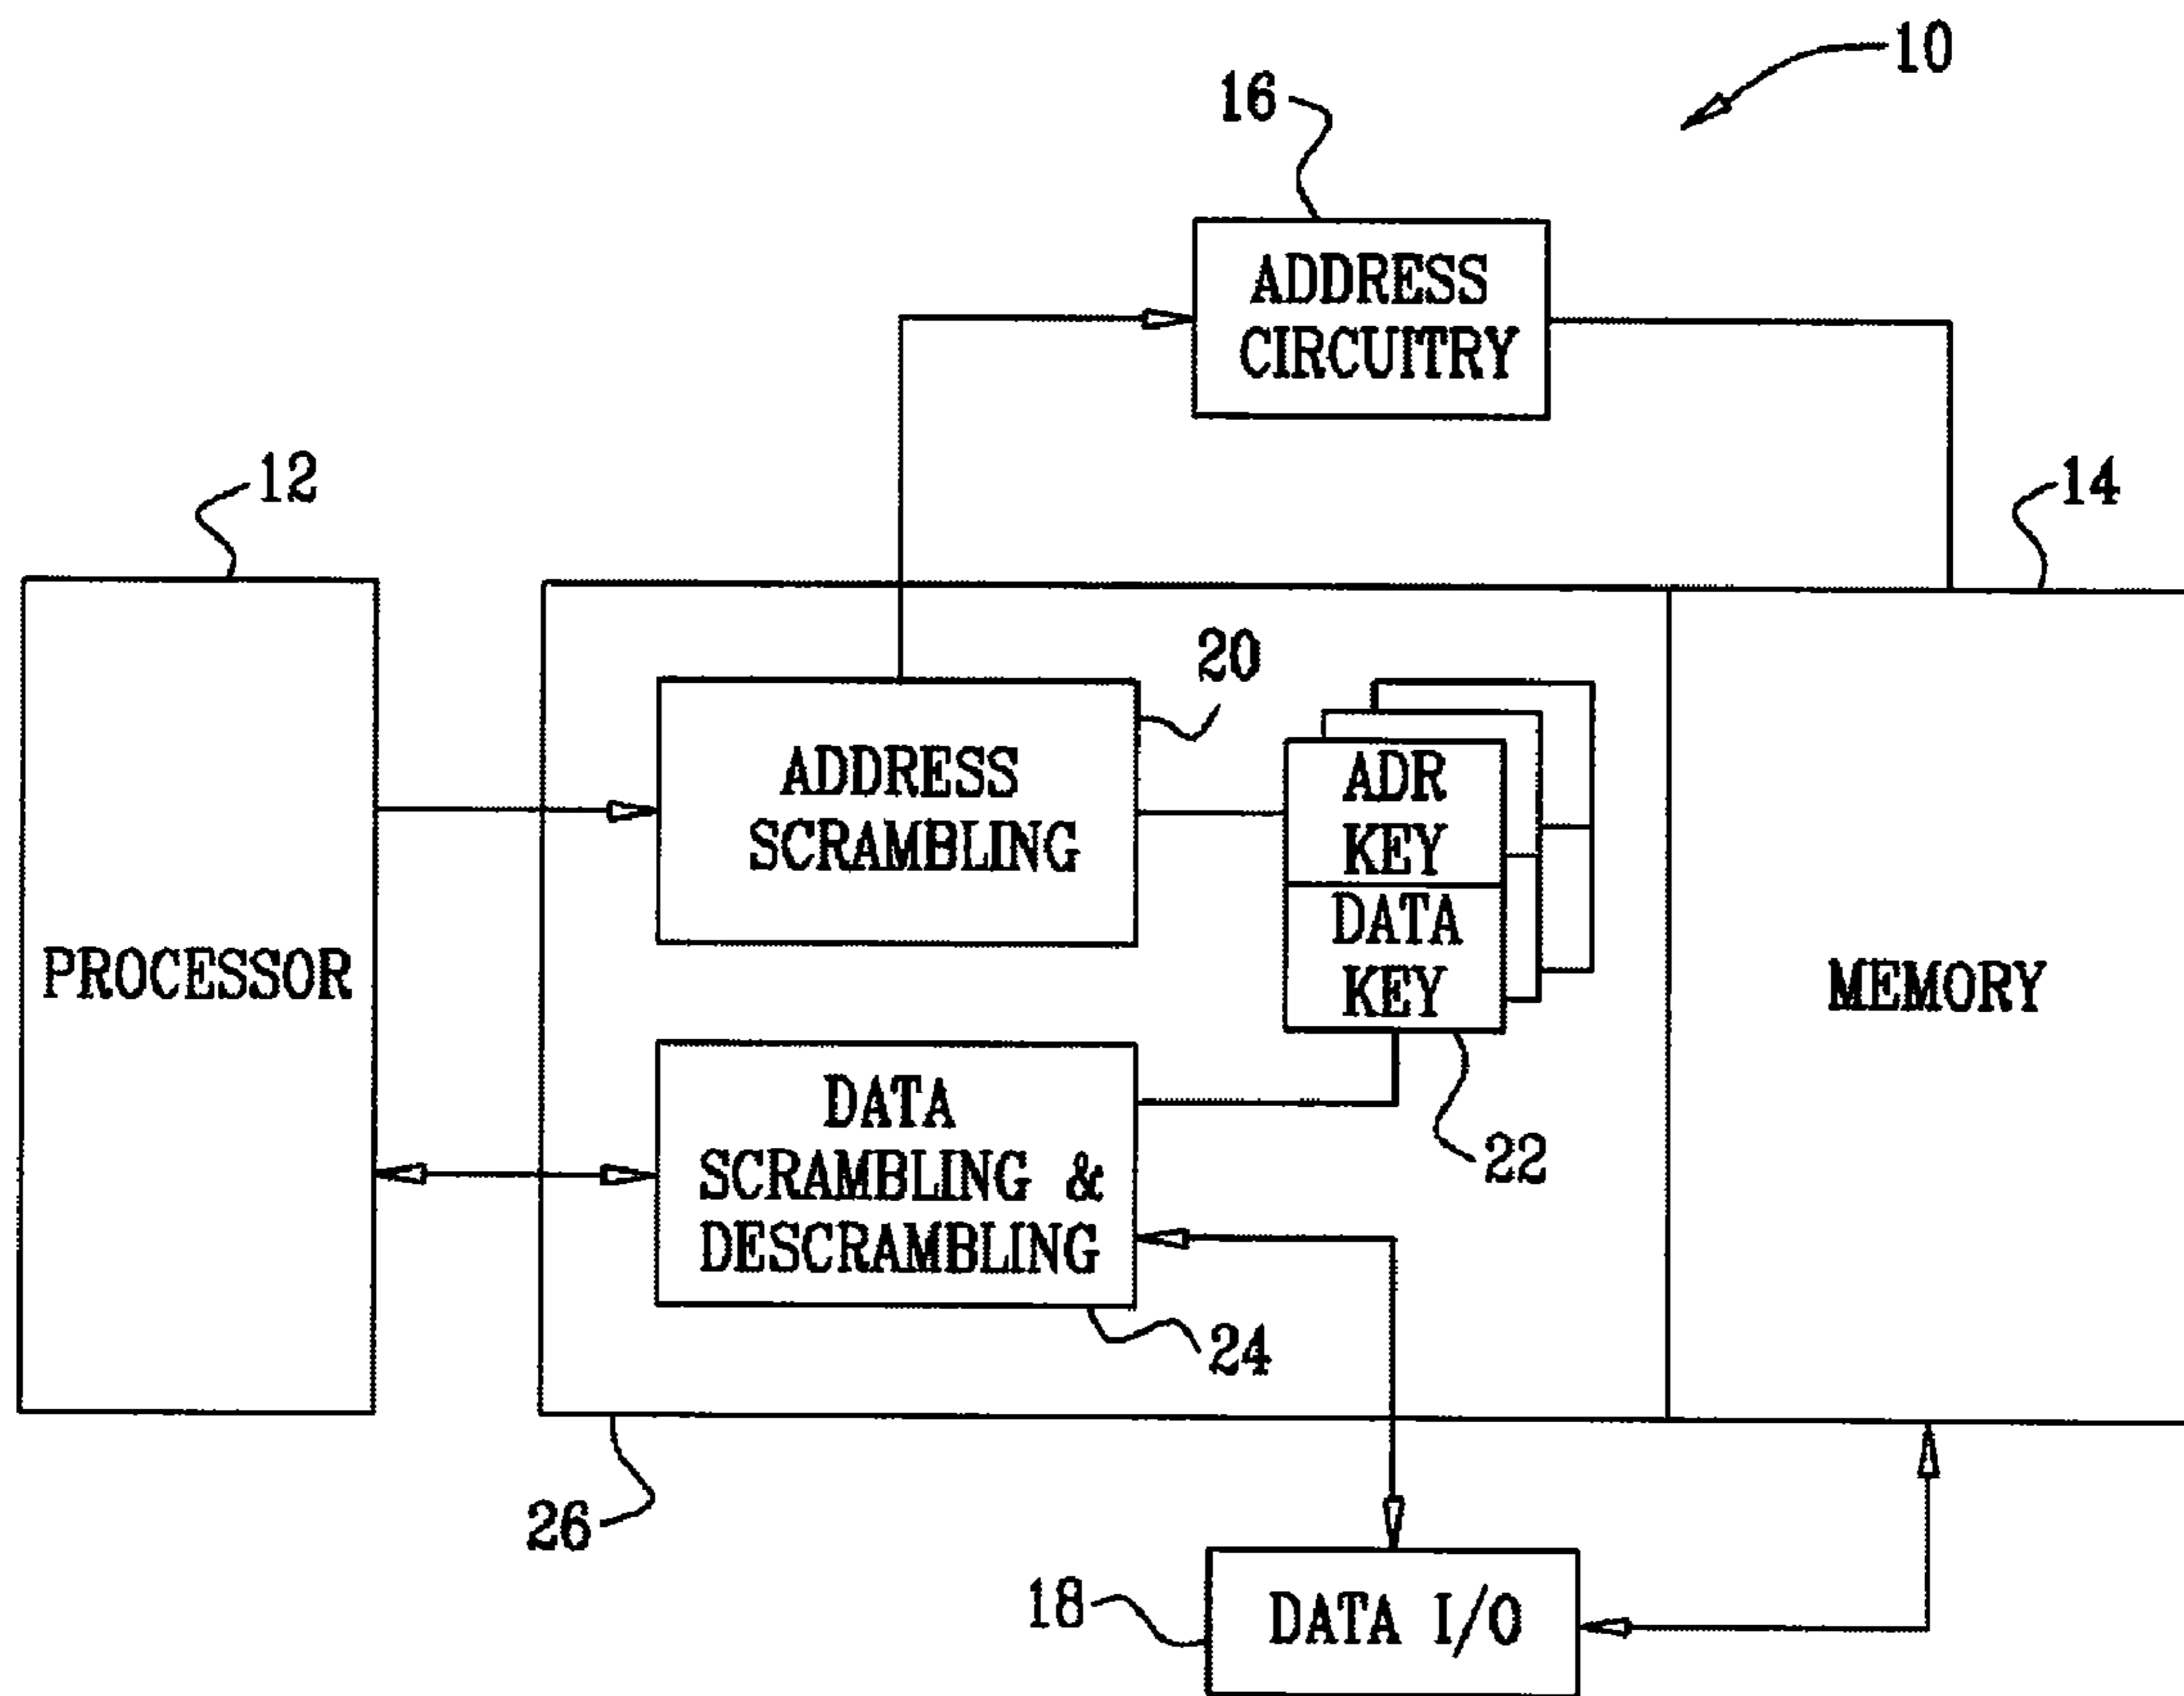 10
16
ADDRESS
CIRCUITRY
12
14
20
ADDRESS
SCRAMBLING
ADR
KEY
DATA
KEY
PROCESSOR
MEMORY
DATA
SCRAMBLING &
DESCRAMBLING
22
24
26
18
DATA I/O